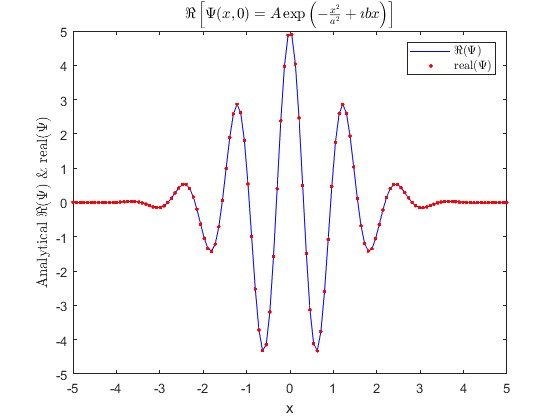 ℜ[Ψ(x, 0) = A exp(−x²/a² + ıbx)]
ℜ(Ψ)
real(Ψ)
Analytical ℜ(Ψ) & real(Ψ)
5
4
3
2
1
0
-1
-2
-3
-4
-5
-5 -4 -3 -2 -1 0 1 2 3 4 5
x